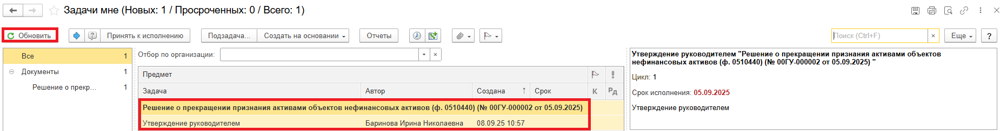 Задачи мне (Новых: 1 / Просроченных: 0 / Всего: 1)
Обновить
Принять к исполнению
Подзадача...
Создать на основании
Отчеты
Поиск (Ctrl+F)
×
Еще
?
Все 1
Документы 1
Решение о прекр... 1
Отбор по организации:
Предмет
Задача Автор Создана ↑ Срок К Рд
Решение о прекращении признания активами объектов нефинансовых активов (ф. 0510440) (№ 00ГУ-000002 от 05.09.2025)
Утверждение руководителем Баринова Ирина Николаевна 08.09.25 10:57
Утверждение руководителем "Решение о прекращении признания активами объектов
нефинансовых активов (ф. 0510440) (№ 00ГУ-000002 от 05.09.2025) "
Цикл: 1
Срок исполнения: 05.09.2025
Утверждение руководителем